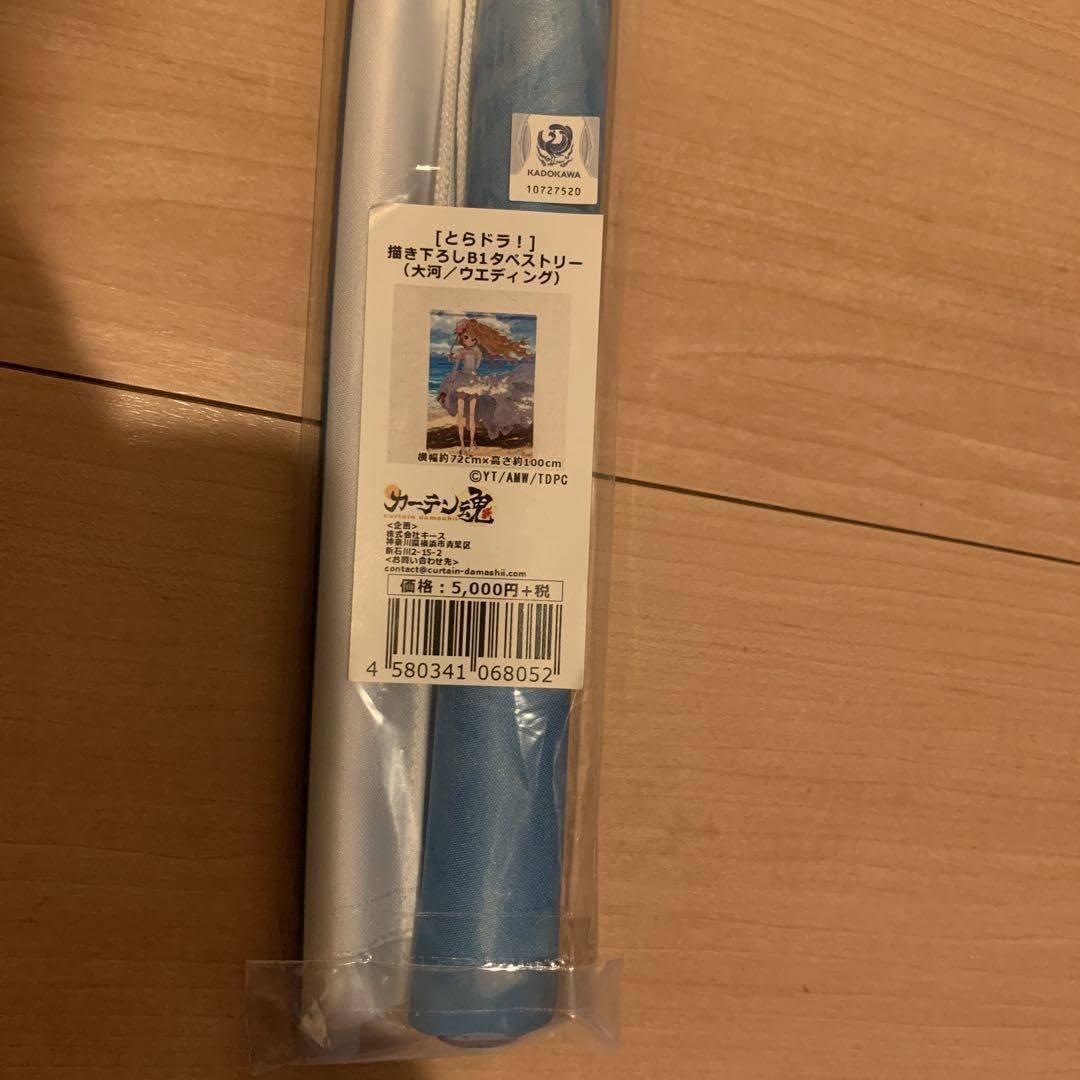 KADOKAWA
10727520
[とらドラ！]
描き下ろしB1タペストリー
（大河／ウエディング）
横幅約72cm×高さ約100cm
©YT/AMW/TDPC
カーテン魂
curtain damashii
<企画>
株式会社キース
神奈川県横浜市青葉区
新石川2-15-2
<お問い合わせ先>
contact@curtain-damashii.com
価格：5,000円＋税
4 580341 068052